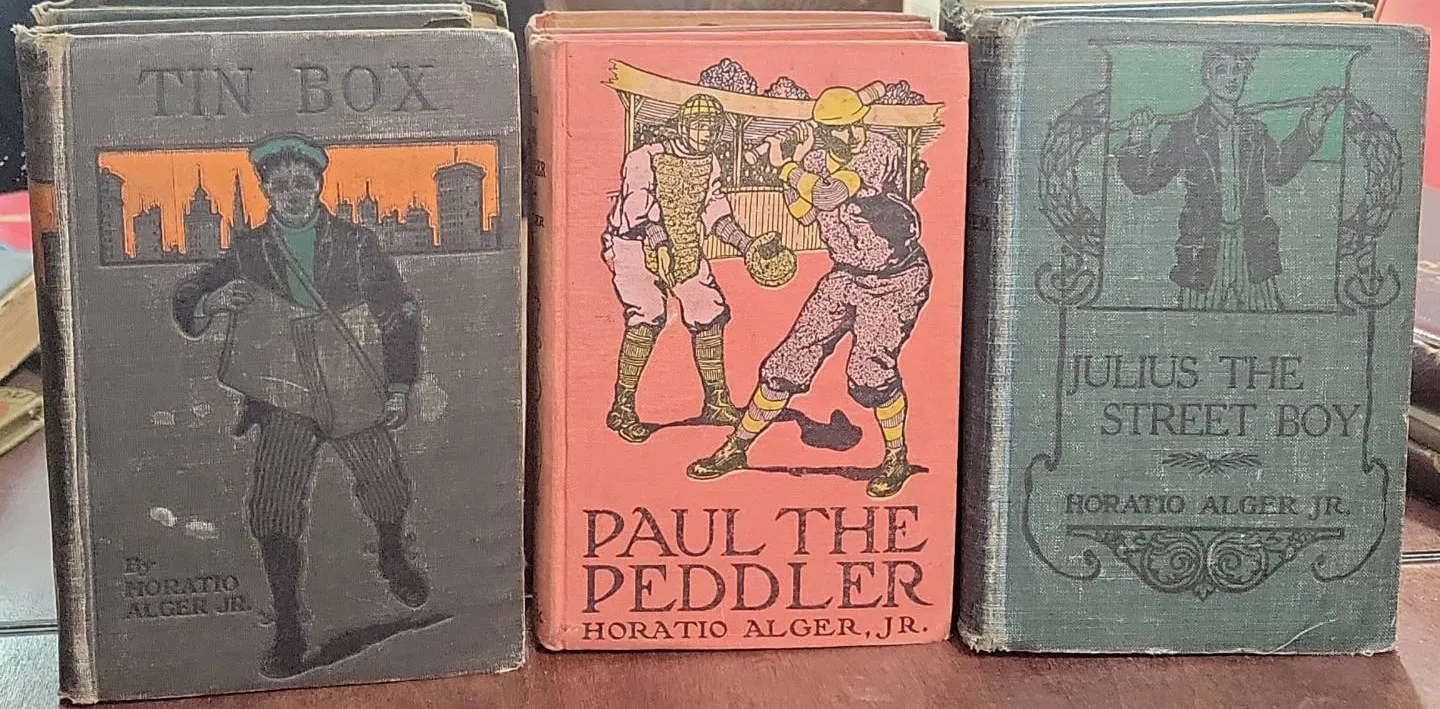 TIN BOX
By
HORATIO
ALGER JR.
PAUL THE
PEDDLER
HORATIO ALGER, JR.
JULIUS THE
STREET BOY
HORATIO ALGER JR.